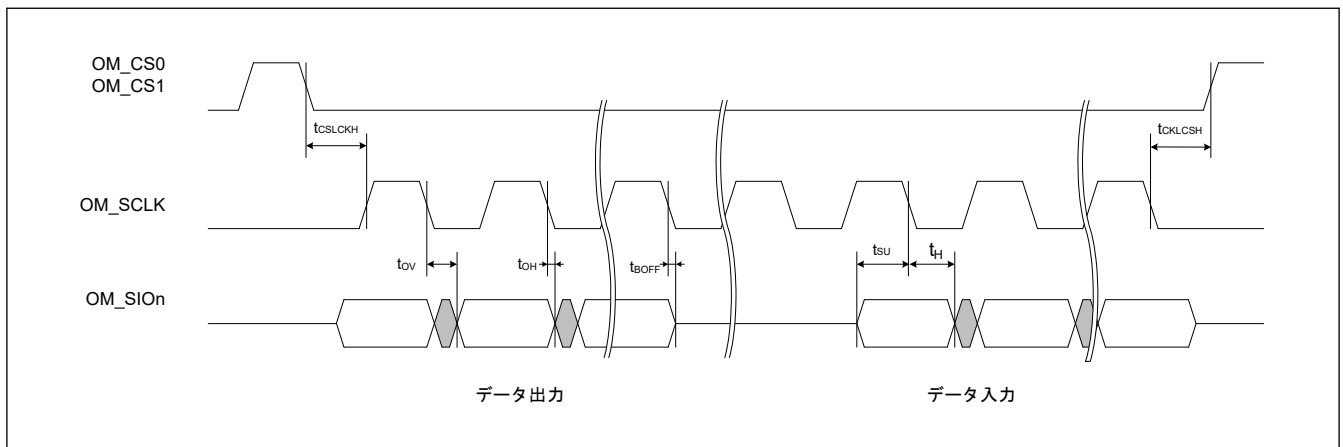 OM_CS0
OM_CS1
tCSLCKH
tCKLCSH
OM_SCLK
tOV
tOH
tBOFF
tSU
tH
OM_SIOn
データ出力
データ入力